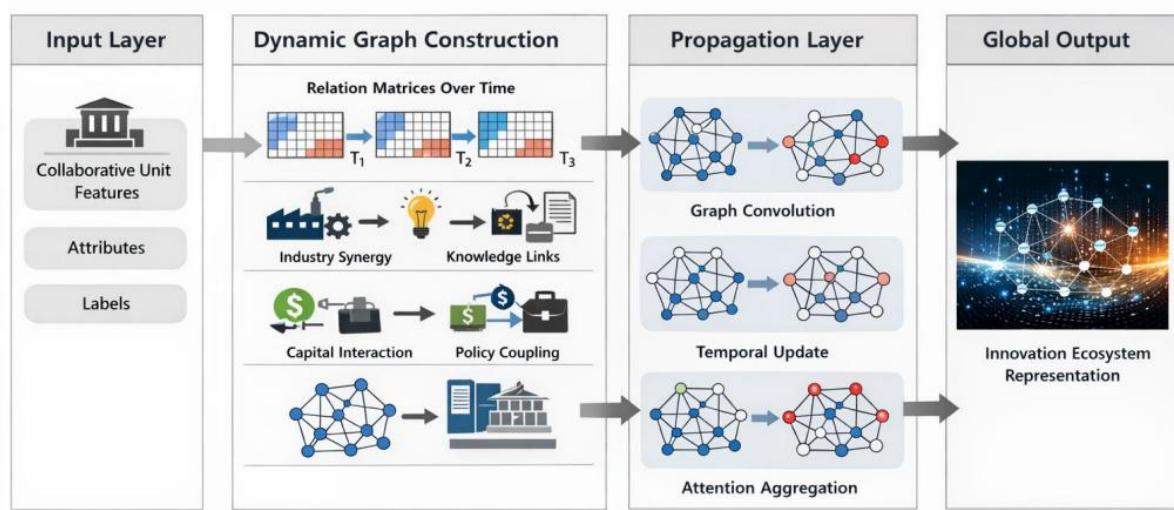 Input Layer
Collaborative Unit
Features
Attributes
Labels
Dynamic Graph Construction
Relation Matrices Over Time
T₁
T₂
T₃
Industry Synergy
Knowledge Links
$
$
$
Capital Interaction
Policy Coupling
Propagation Layer
Graph Convolution
Temporal Update
Attention Aggregation
Global Output
Innovation Ecosystem
Representation